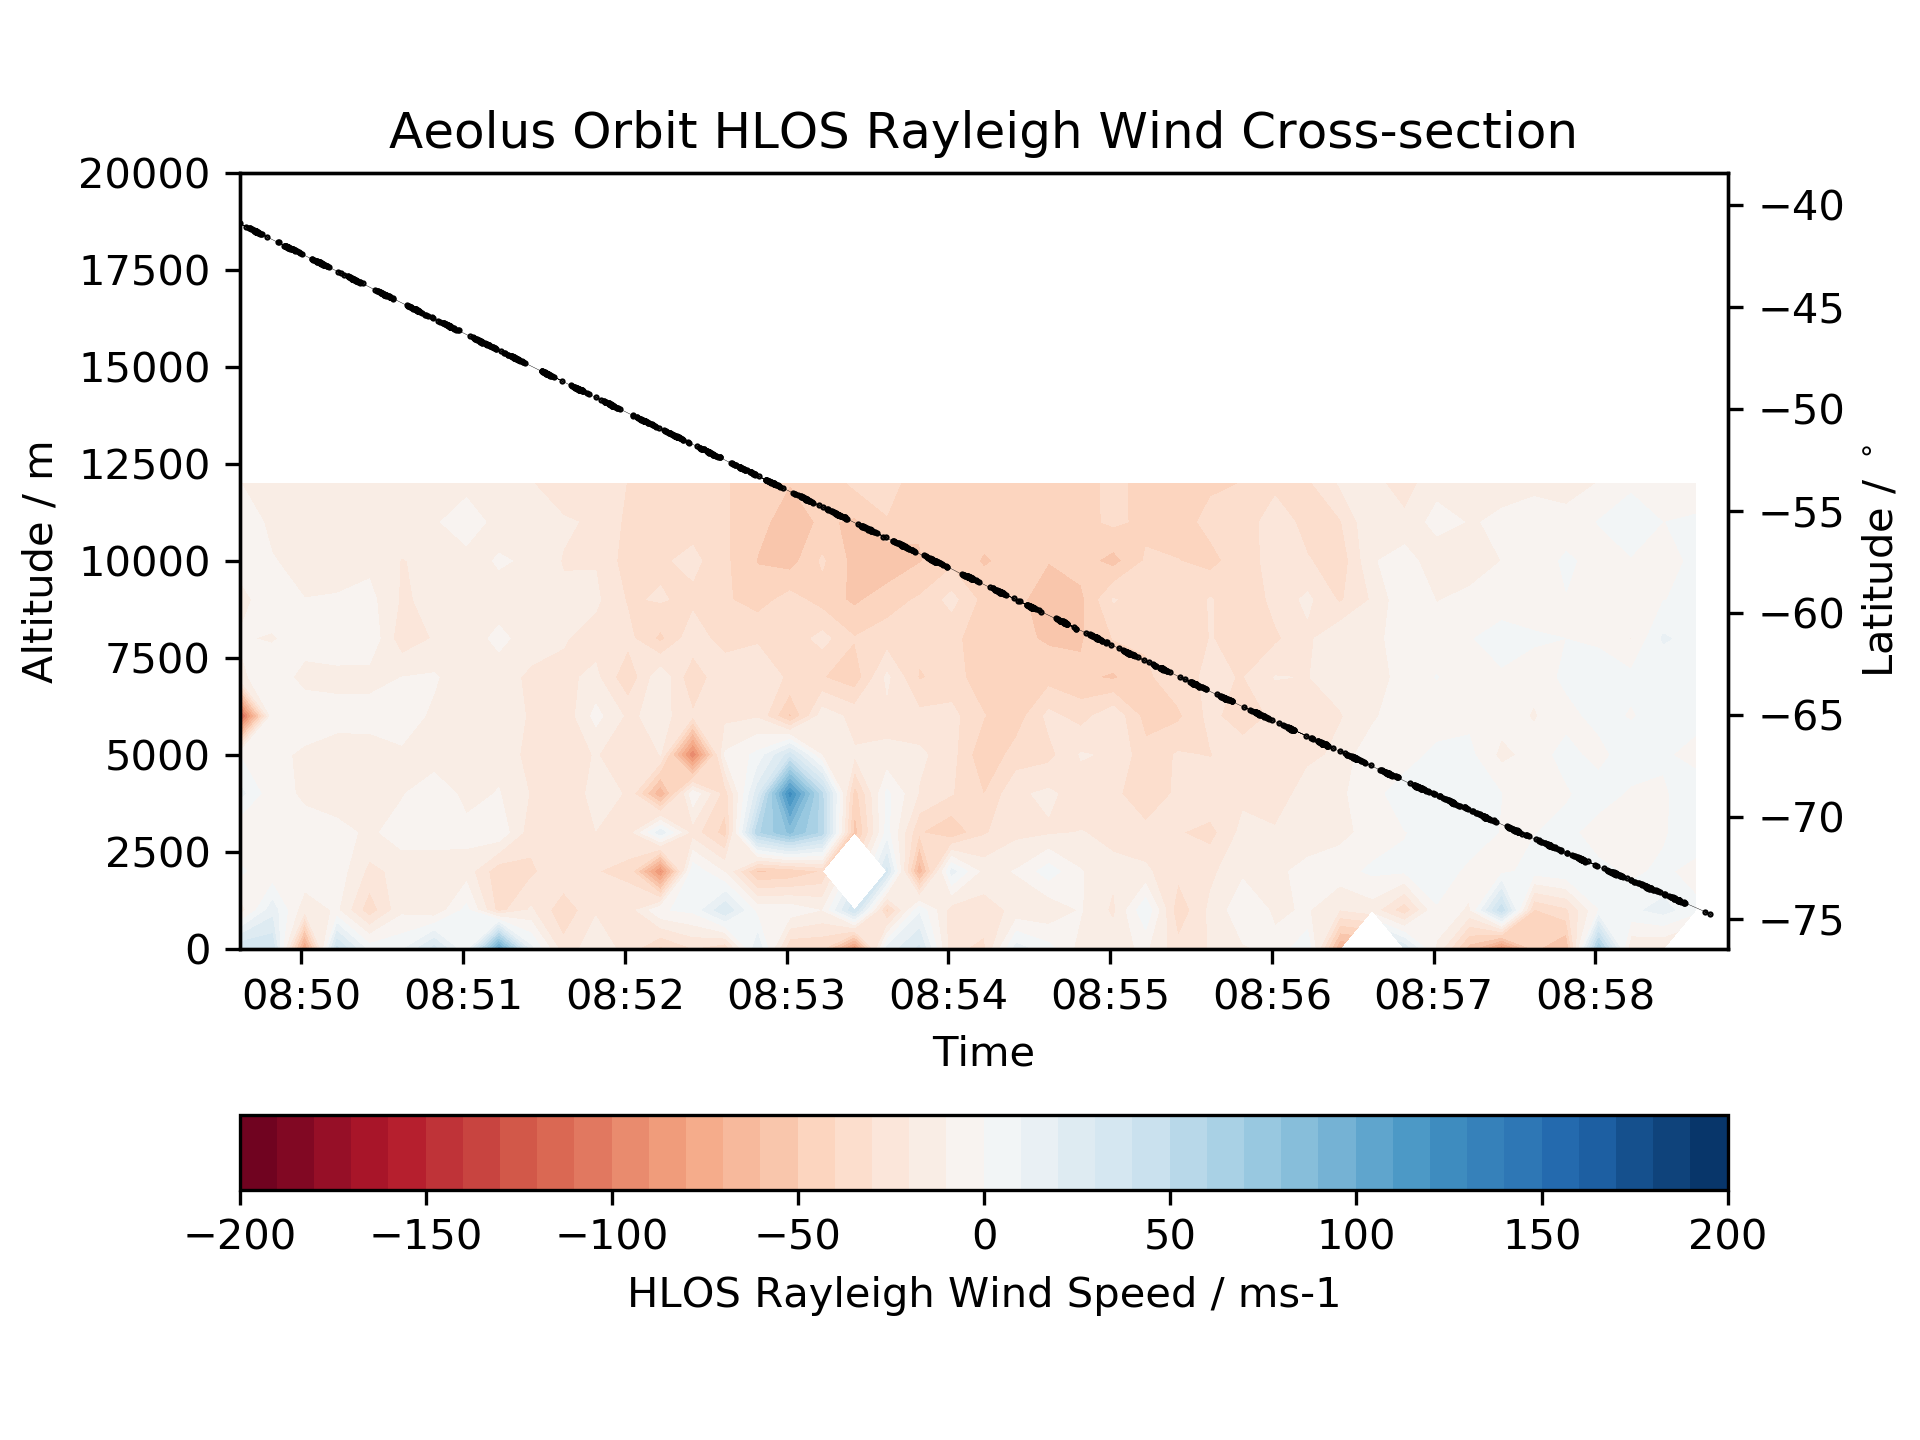 Aeolus Orbit HLOS Rayleigh Wind Cross-section
20000
17500
15000
12500
10000
7500
5000
2500
0
Altitude / m
−40
−45
−50
−55
−60
−65
−70
−75
Latitude / °
08:50 08:51 08:52 08:53 08:54 08:55 08:56 08:57 08:58
Time
−200 −150 −100 −50 0 50 100 150 200
HLOS Rayleigh Wind Speed / ms-1